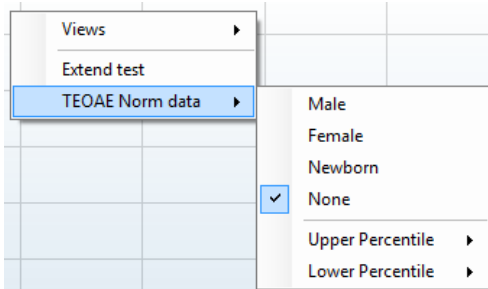 Views
Extend test
TEOAE Norm data
Male
Female
Newborn
None
Upper Percentile
Lower Percentile